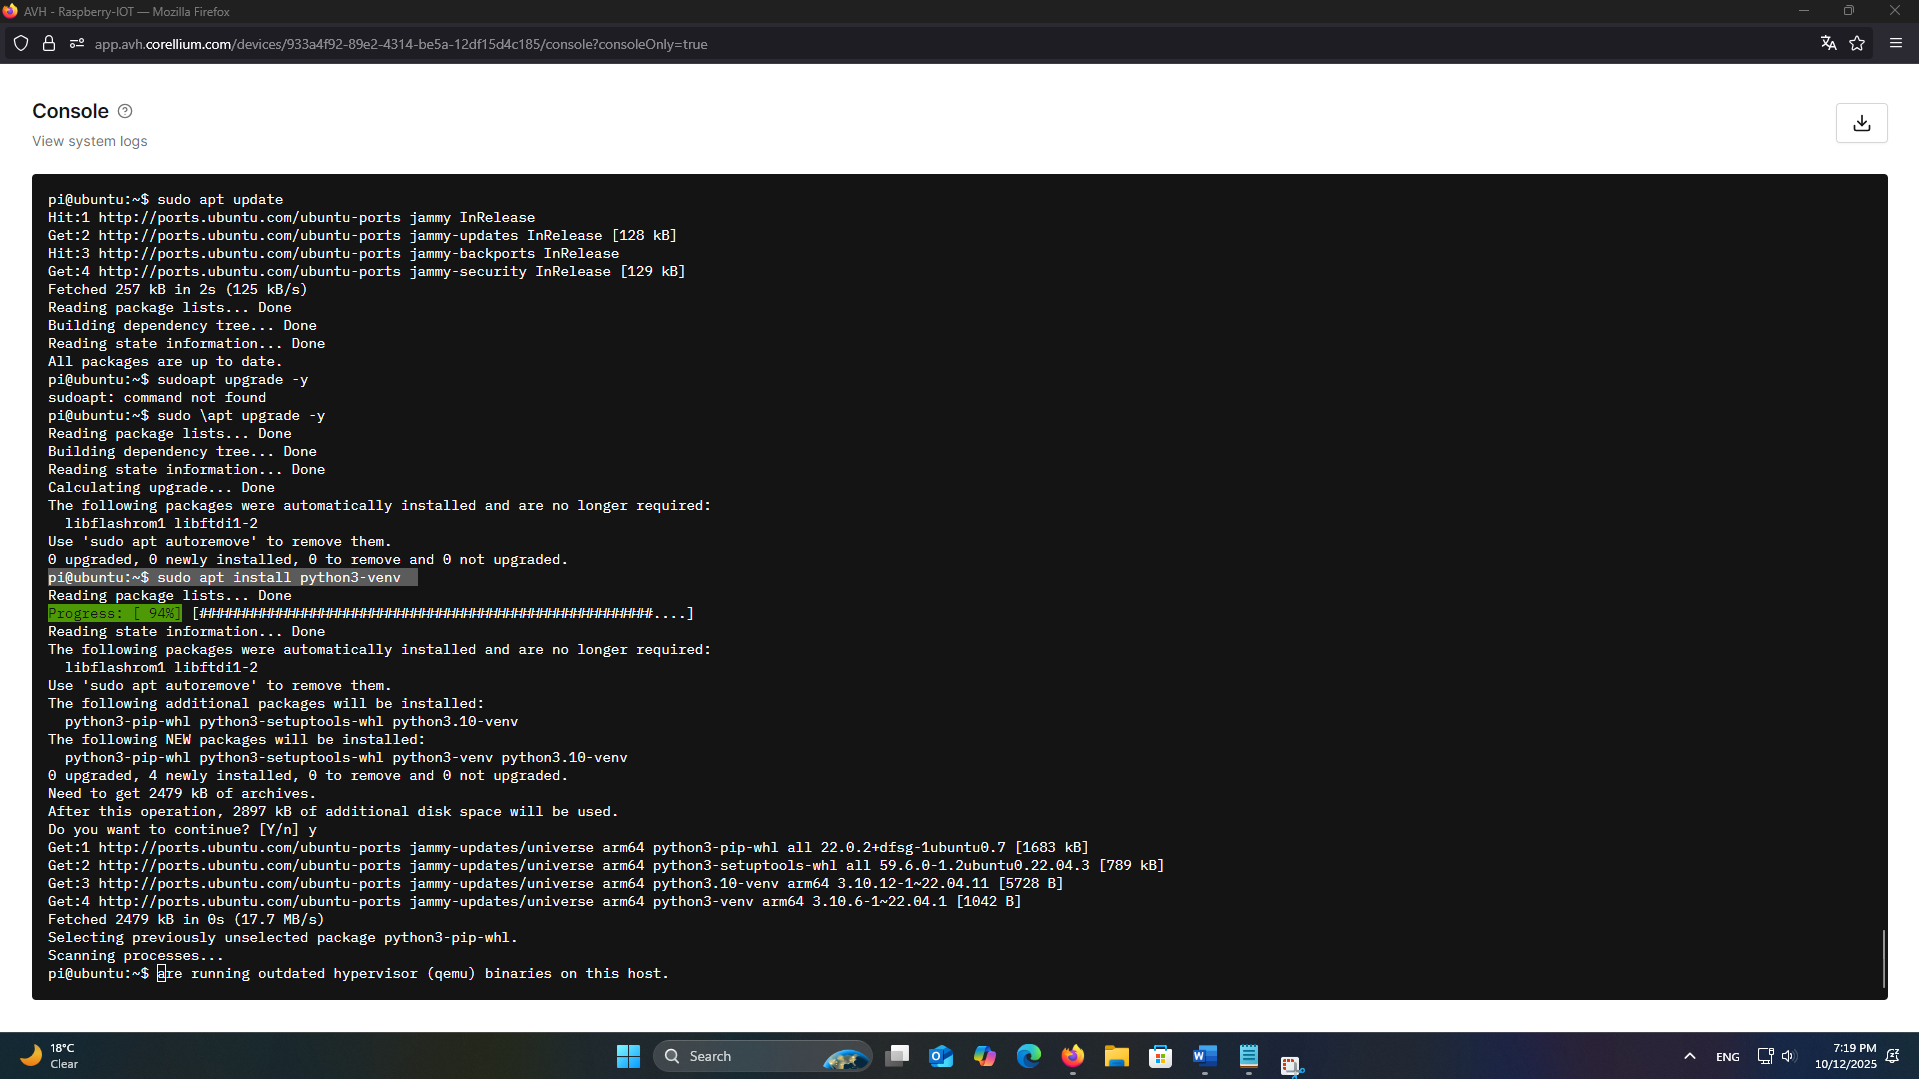 AVH - Raspberry-IOT — Mozilla Firefox
app.avh.corellium.com/devices/933a4f92-89e2-4314-be5a-12df15d4c185/console?consoleOnly=true
Console
View system logs
pi@ubuntu:~$ sudo apt update
Hit:1 http://ports.ubuntu.com/ubuntu-ports jammy InRelease
Get:2 http://ports.ubuntu.com/ubuntu-ports jammy-updates InRelease [128 kB]
Hit:3 http://ports.ubuntu.com/ubuntu-ports jammy-backports InRelease
Get:4 http://ports.ubuntu.com/ubuntu-ports jammy-security InRelease [129 kB]
Fetched 257 kB in 2s (125 kB/s)
Reading package lists... Done
Building dependency tree... Done
Reading state information... Done
All packages are up to date.
pi@ubuntu:~$ sudoapt upgrade -y
sudoapt: command not found
pi@ubuntu:~$ sudo \apt upgrade -y
Reading package lists... Done
Building dependency tree... Done
Reading state information... Done
Calculating upgrade... Done
The following packages were automatically installed and are no longer required:
  libflashrom1 libftdi1-2
Use 'sudo apt autoremove' to remove them.
0 upgraded, 0 newly installed, 0 to remove and 0 not upgraded.
pi@ubuntu:~$ sudo apt install python3-venv
Reading package lists... Done
Progress: [ 94%] [######################################################....]
Reading state information... Done
The following packages were automatically installed and are no longer required:
  libflashrom1 libftdi1-2
Use 'sudo apt autoremove' to remove them.
The following additional packages will be installed:
  python3-pip-whl python3-setuptools-whl python3.10-venv
The following NEW packages will be installed:
  python3-pip-whl python3-setuptools-whl python3-venv python3.10-venv
0 upgraded, 4 newly installed, 0 to remove and 0 not upgraded.
Need to get 2479 kB of archives.
After this operation, 2897 kB of additional disk space will be used.
Do you want to continue? [Y/n] y
Get:1 http://ports.ubuntu.com/ubuntu-ports jammy-updates/universe arm64 python3-pip-whl all 22.0.2+dfsg-1ubuntu0.7 [1683 kB]
Get:2 http://ports.ubuntu.com/ubuntu-ports jammy-updates/universe arm64 python3-setuptools-whl all 59.6.0-1.2ubuntu0.22.04.3 [789 kB]
Get:3 http://ports.ubuntu.com/ubuntu-ports jammy-updates/universe arm64 python3.10-venv arm64 3.10.12-1~22.04.11 [5728 B]
Get:4 http://ports.ubuntu.com/ubuntu-ports jammy-updates/universe arm64 python3-venv arm64 3.10.6-1~22.04.1 [1042 B]
Fetched 2479 kB in 0s (17.7 MB/s)
Selecting previously unselected package python3-pip-whl.
Scanning processes...
pi@ubuntu:~$ are running outdated hypervisor (qemu) binaries on this host.
18°C
Clear
Search
ENG
7:19 PM
10/12/2025